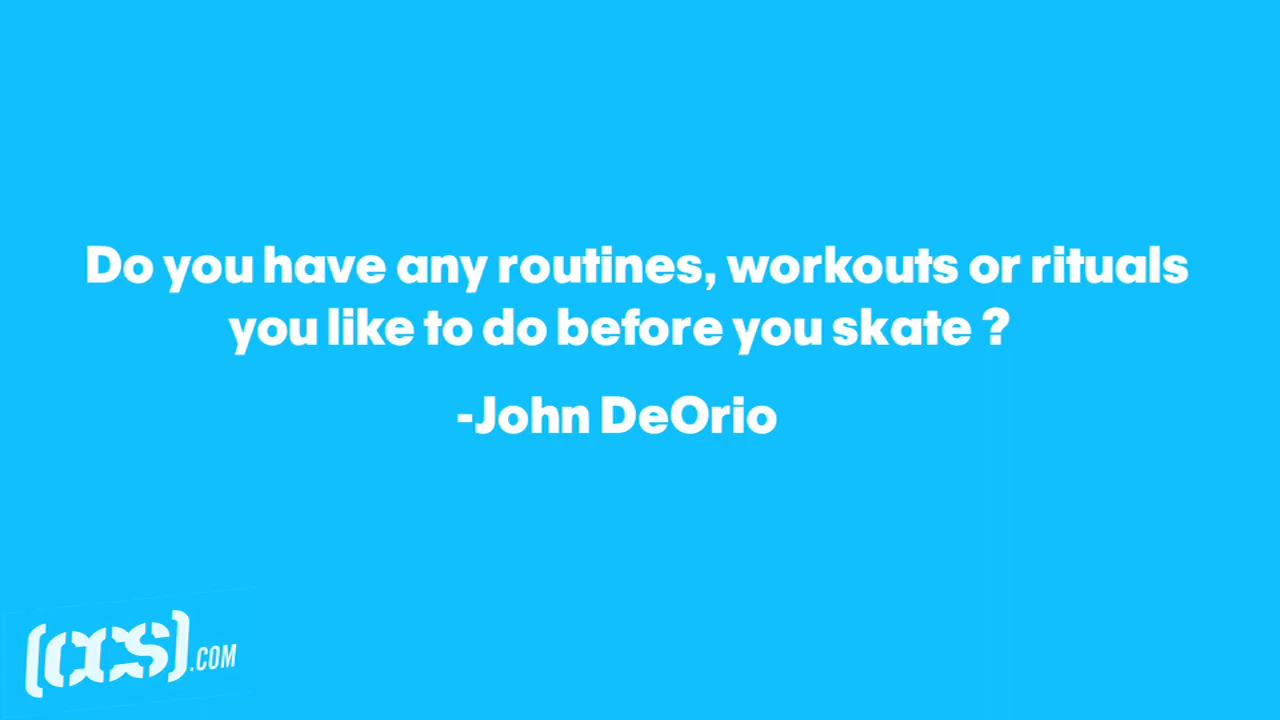 Do you have any routines, workouts or rituals
you like to do before you skate ?
-John DeOrio
(ccs).COM